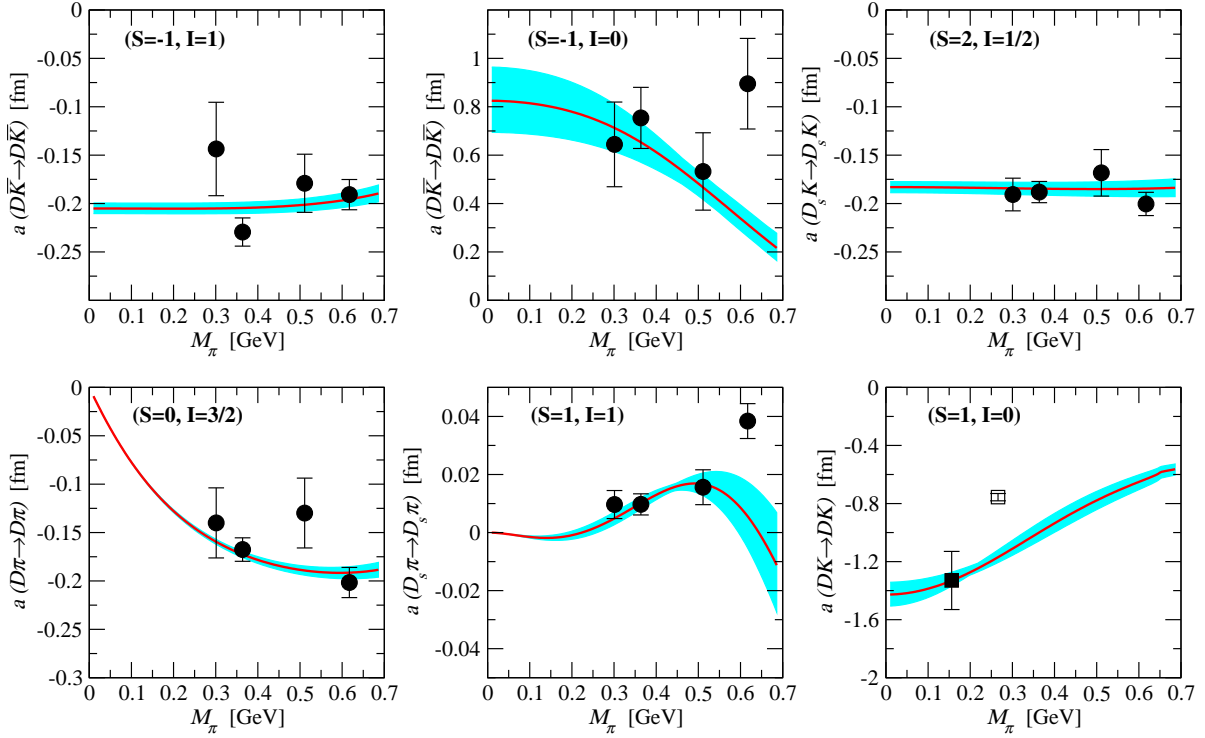 (S=-1, I=1)
0
-0.05
-0.1
-0.15
-0.2
-0.25
0 0.1 0.2 0.3 0.4 0.5 0.6 0.7
M_π [GeV]
a (DK̅→DK̅) [fm]
(S=-1, I=0)
1
0.8
0.6
0.4
0.2
0
0 0.1 0.2 0.3 0.4 0.5 0.6 0.7
M_π [GeV]
a (DK̅→DK̅) [fm]
(S=2, I=1/2)
0
-0.05
-0.1
-0.15
-0.2
-0.25
0 0.1 0.2 0.3 0.4 0.5 0.6 0.7
M_π [GeV]
a (D_s K→D_s K) [fm]
(S=0, I=3/2)
0
-0.05
-0.1
-0.15
-0.2
-0.25
-0.3
0 0.1 0.2 0.3 0.4 0.5 0.6 0.7
M_π [GeV]
a (Dπ→Dπ) [fm]
(S=1, I=1)
0.04
0.02
0
-0.02
-0.04
0 0.1 0.2 0.3 0.4 0.5 0.6 0.7
M_π [GeV]
a (D_s π→D_s π) [fm]
(S=1, I=0)
0
-0.4
-0.8
-1.2
-1.6
-2
0 0.1 0.2 0.3 0.4 0.5 0.6 0.7
M_π [GeV]
a (DK→DK) [fm]